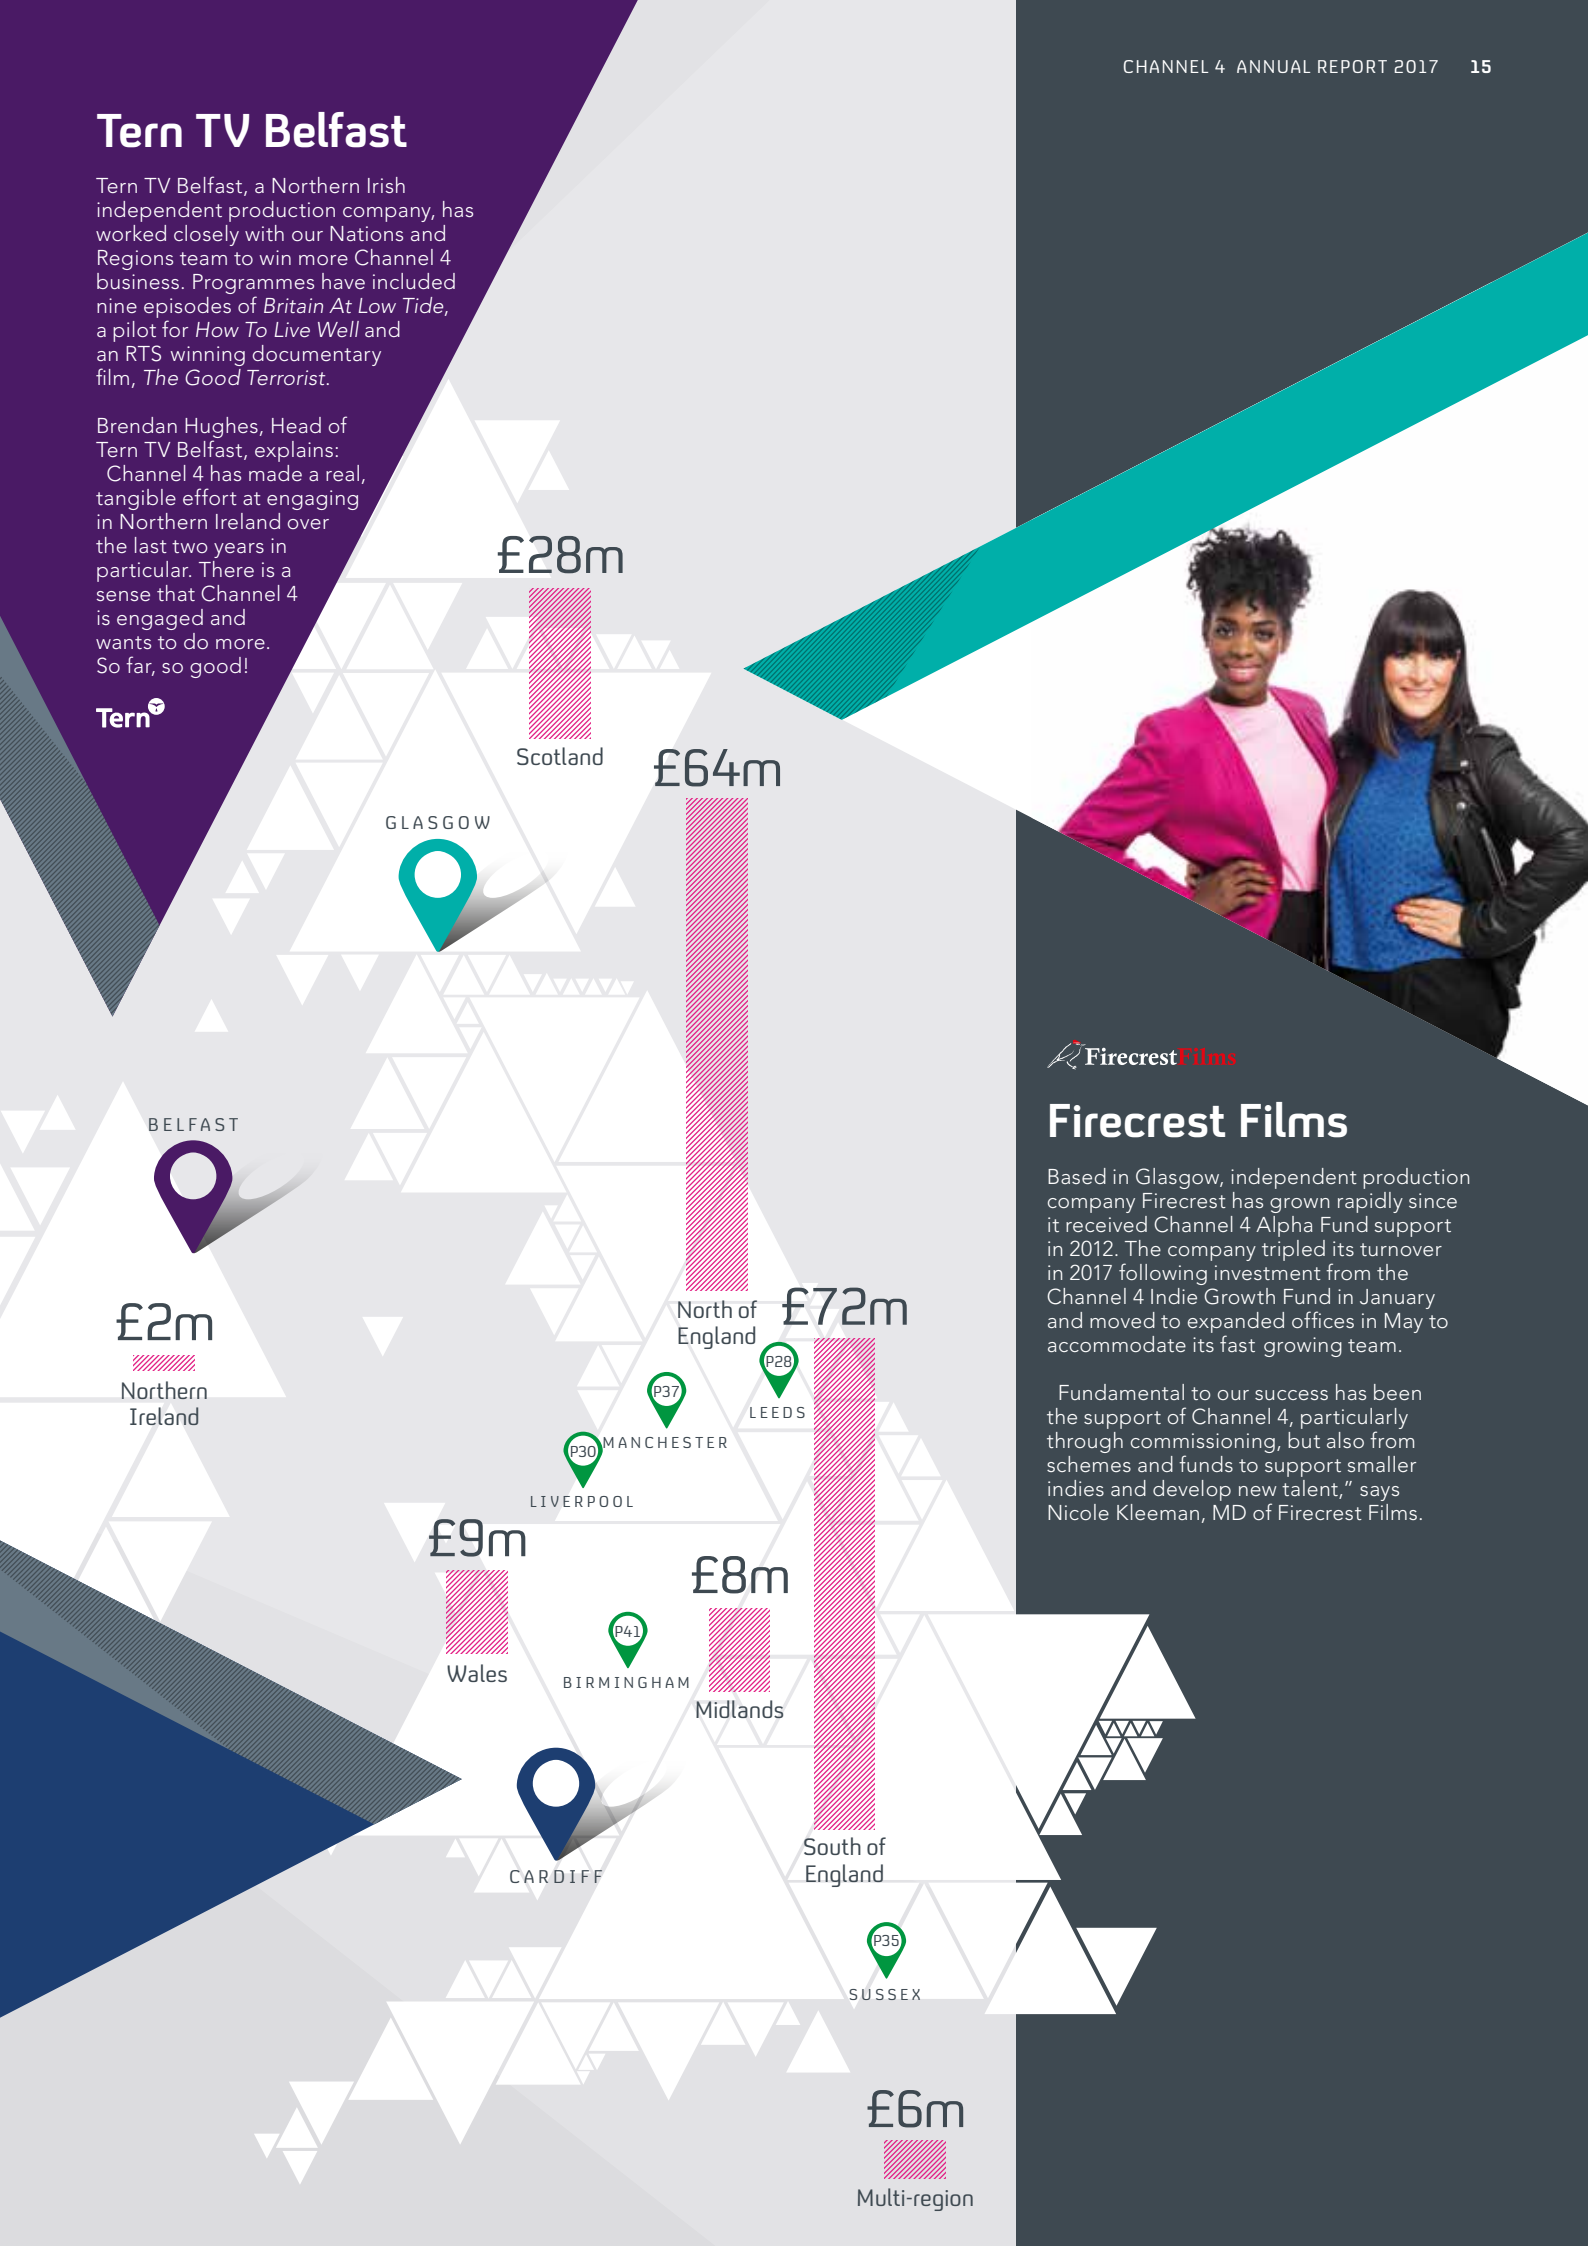 CHANNEL 4 ANNUAL REPORT 2017 15
Tern TV Belfast
Tern TV Belfast, a Northern Irish
independent production company, has
worked closely with our Nations and
Regions team to win more Channel 4
business. Programmes have included
nine episodes of Britain At Low Tide,
a pilot for How To Live Well and
an RTS winning documentary
film, The Good Terrorist.
Brendan Hughes, Head of
Tern TV Belfast, explains:
Channel 4 has made a real,
tangible effort at engaging
in Northern Ireland over
the last two years in
particular. There is a
sense that Channel 4
is engaged and
wants to do more.
So far, so good!
Tern
£28m
Scotland
£64m
North of
England
GLASGOW
BELFAST
£2m
Northern
Ireland
£72m
P28
LEEDS
P37
MANCHESTER
P30
LIVERPOOL
£9m
Wales
£8m
Midlands
P41
BIRMINGHAM
CARDIFF
South of
England
P35
SUSSEX
£6m
Multi-region
FirecrestFilms
Firecrest Films
Based in Glasgow, independent production
company Firecrest has grown rapidly since
it received Channel 4 Alpha Fund support
in 2012. The company tripled its turnover
in 2017 following investment from the
Channel 4 Indie Growth Fund in January
and moved to expanded offices in May to
accommodate its fast growing team.
Fundamental to our success has been
the support of Channel 4, particularly
through commissioning, but also from
schemes and funds to support smaller
indies and develop new talent,” says
Nicole Kleeman, MD of Firecrest Films.